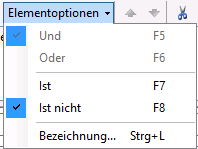 Elementoptionen
Und F5
Oder F6
Ist F7
Ist nicht F8
Bezeichnung... Strg+L